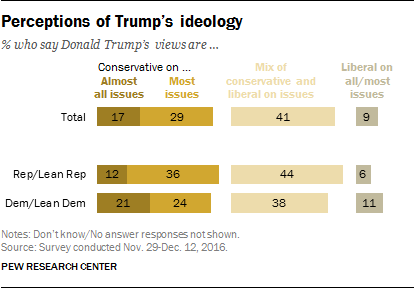 Perceptions of Trump's ideology
% who say Donald Trump's views are ...
Conservative on ...
Almost all issues
Most issues
Mix of conservative and liberal on issues
Liberal on all/most issues
Total 17 29 41 9
Rep/Lean Rep 12 36 44 6
Dem/Lean Dem 21 24 38 11
Notes: Don't know/No answer responses not shown.
Source: Survey conducted Nov. 29-Dec. 12, 2016.
PEW RESEARCH CENTER